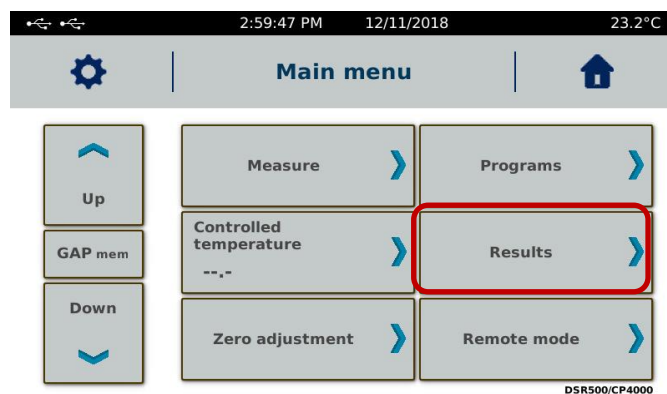 2:59:47 PM 12/11/2018 23.2°C
Main menu
Up
GAP mem
Down
Measure
Programs
Controlled
temperature
--.-
Results
Zero adjustment
Remote mode
DSR500/CP4000